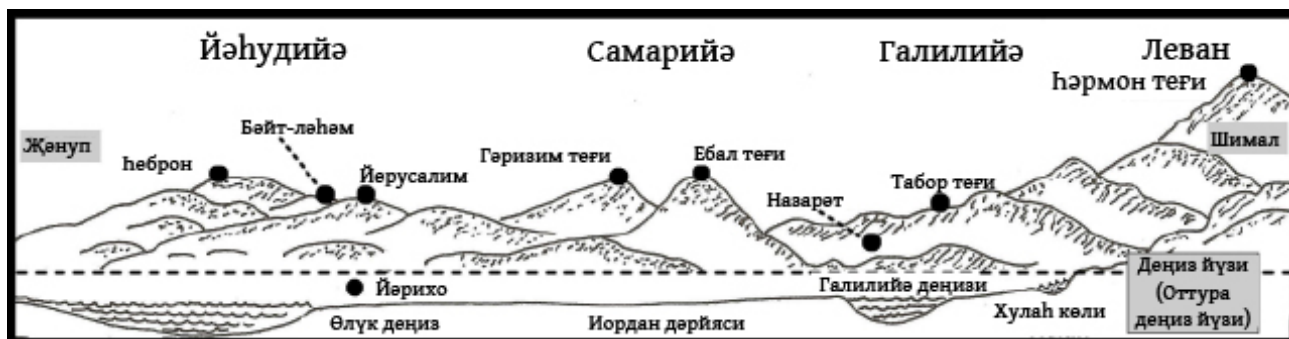 Йәһудийә
Самарийә
Галилийә
Леван
Һәрмон теғи
Җәнуп
Бәйт-ләһәм
Һеброн
Йерусалим
Гәризим теғи
Ебал теғи
Назарәт
Табор теғи
Шимал
Йәрихо
Өлүк деңиз
Иордан дәрйяси
Галилийә деңизи
Хулаһ көли
Деңиз йүзи
(Оттура
деңиз йүзи)